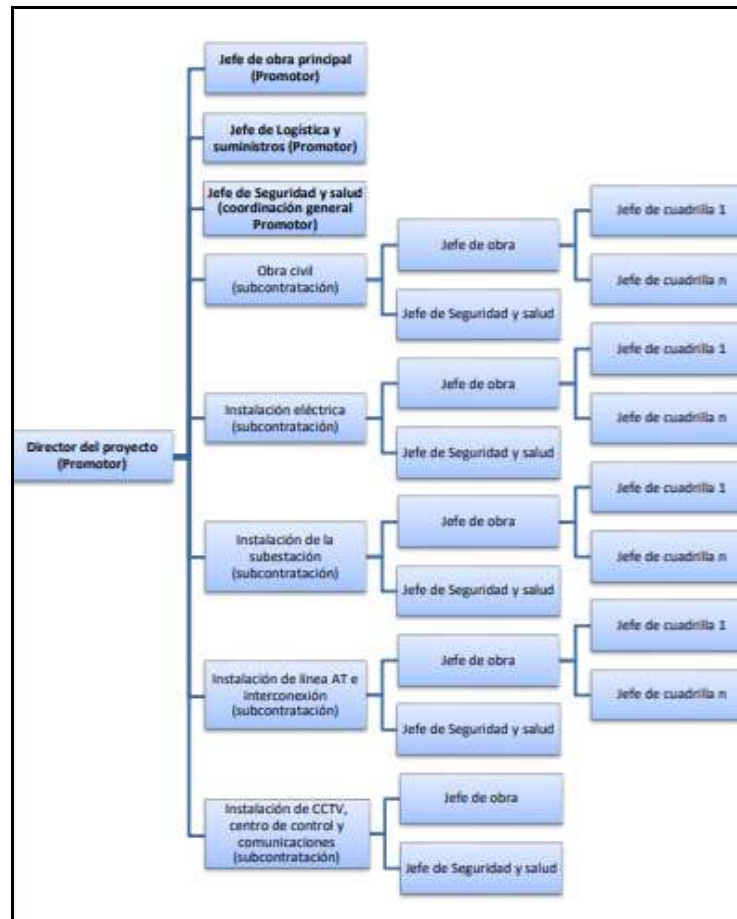 Jefe de obra principal
(Promotor)
Jefe de Logística y
suministros (Promotor)
Jefe de Seguridad y salud
(coordinación general
Promotor)
Obra civil
(subcontratación)
Jefe de obra
Jefe de cuadrilla 1
Jefe de cuadrilla n
Jefe de Seguridad y salud
Director del proyecto
(Promotor)
Instalación eléctrica
(subcontratación)
Jefe de obra
Jefe de cuadrilla 1
Jefe de cuadrilla n
Jefe de Seguridad y salud
Instalación de la
subestación
(subcontratación)
Jefe de obra
Jefe de cuadrilla 1
Jefe de cuadrilla n
Jefe de Seguridad y salud
Instalación de línea AT e
interconexión
(subcontratación)
Jefe de obra
Jefe de cuadrilla 1
Jefe de cuadrilla n
Jefe de Seguridad y salud
Instalación de CCTV,
centro de control y
comunicaciones
(subcontratación)
Jefe de obra
Jefe de Seguridad y salud